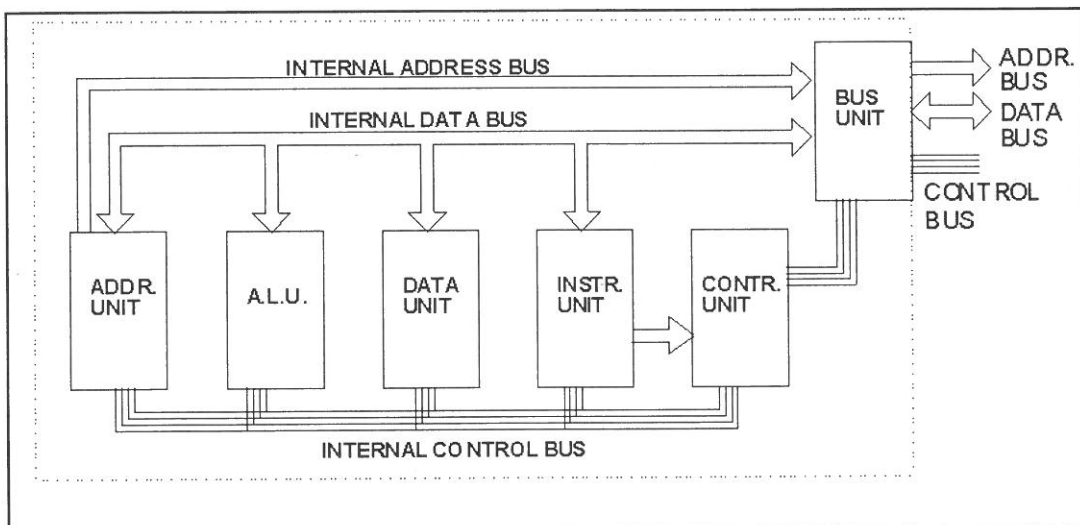 INTERNAL ADDRESS BUS
INTERNAL DATA BUS
BUS
UNIT
ADDR.
BUS
DATA
BUS
CONTROL
BUS
ADDR.
UNIT
A.L.U.
DATA
UNIT
INSTR.
UNIT
CONTR.
UNIT
INTERNAL CONTROL BUS